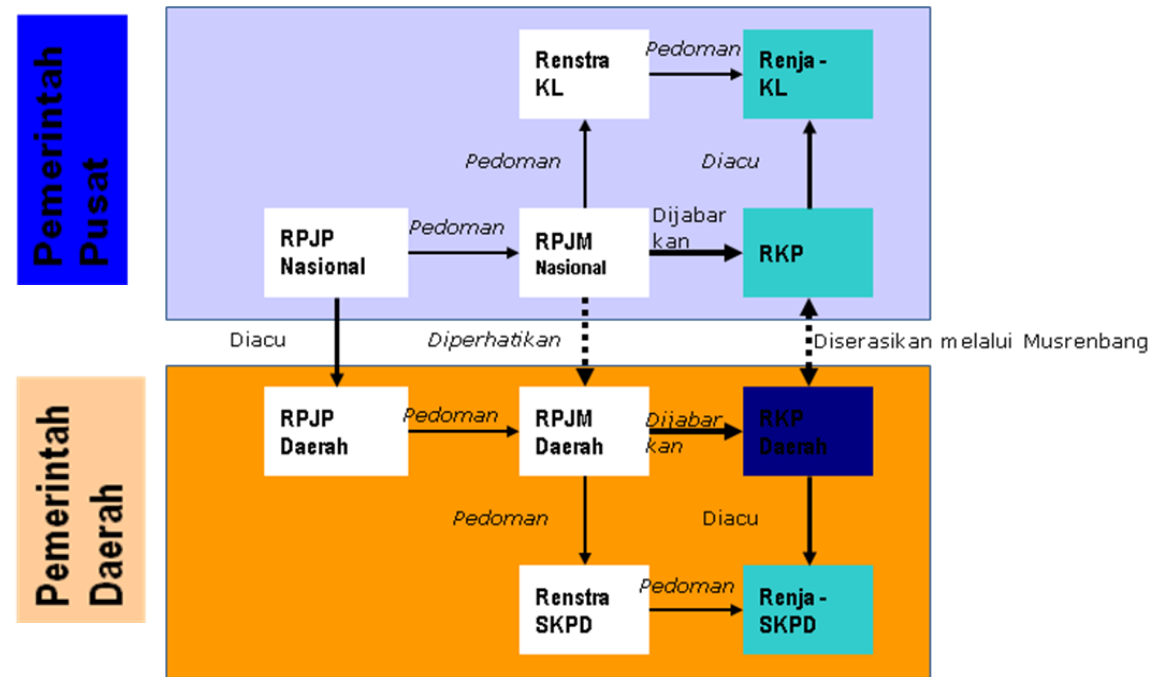 Pemerintah
Pusat
Renstra
KL
Pedoman
Renja -
KL
Pedoman
Diacu
RPJP
Nasional
Pedoman
RPJM
Nasional
Dijabar
kan
RKP
Diacu
Diperhatikan
Diserasikan melalui Musrenbang
Pemerintah
Daerah
RPJP
Daerah
Pedoman
RPJM
Daerah
Dijabar
kan
RKP
Daerah
Pedoman
Diacu
Renstra
SKPD
Pedoman
Renja -
SKPD